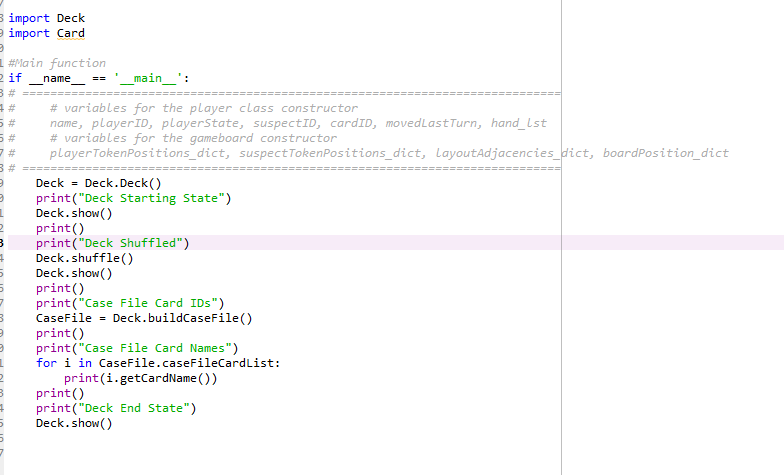 import Deck
import Card
#Main function
if __name__ == '__main__':
# =============================================================================
#     # variables for the player class constructor
#     name, playerID, playerState, suspectID, cardID, movedLastTurn, hand_lst
#     # variables for the gameboard constructor
#     playerTokenPositions_dict, suspectTokenPositions_dict, layoutAdjacencies_dict, boardPosition_dict
# =============================================================================
    Deck = Deck.Deck()
    print("Deck Starting State")
    Deck.show()
    print()
    print("Deck Shuffled")
    Deck.shuffle()
    Deck.show()
    print()
    print("Case File Card IDs")
    CaseFile = Deck.buildCaseFile()
    print()
    print("Case File Card Names")
    for i in CaseFile.caseFileCardList:
        print(i.getCardName())
    print()
    print("Deck End State")
    Deck.show()